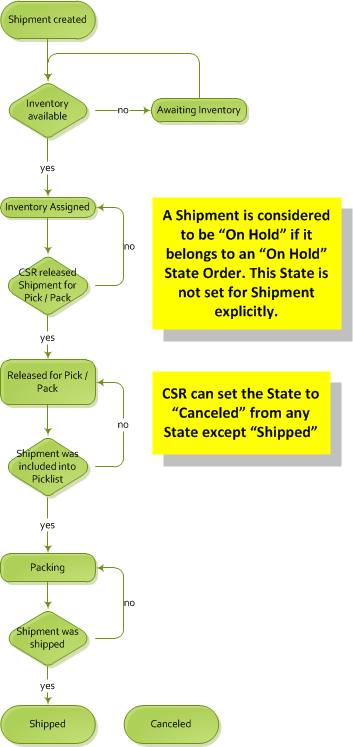 Shipment created
Inventory
available
no
Awaiting Inventory
yes
Inventory Assigned
A Shipment is considered
to be “On Hold” if it
belongs to an “On Hold”
State Order. This State is
not set for Shipment
explicitly.
no
CSR released
Shipment for
Pick / Pack
yes
Released for Pick /
Pack
CSR can set the State to
“Canceled” from any
State except “Shipped”
no
Shipment was
included into
Picklist
yes
Packing
no
Shipment was
shipped
yes
Shipped
Canceled